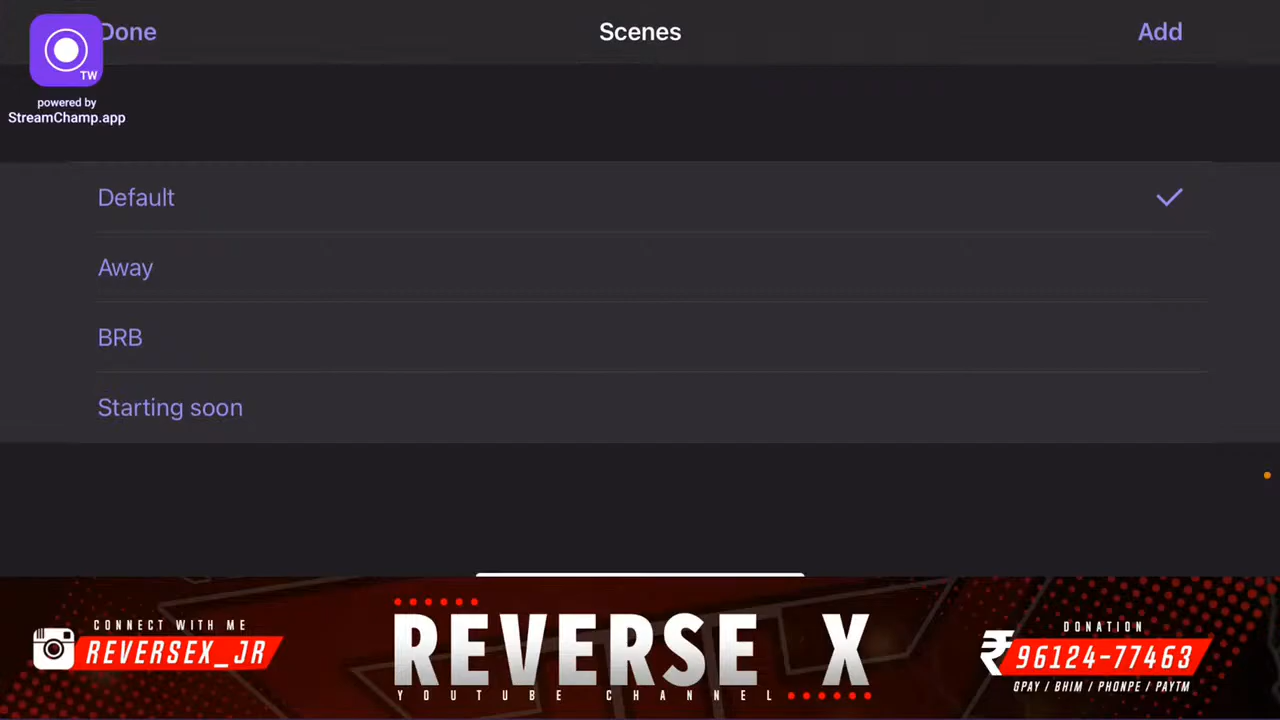 Done
Scenes
Add
TW
powered by
StreamChamp.app
Default
Away
BRB
Starting soon
CONNECT WITH ME
REVERSEX_JR
REVERSE X
YOUTUBE CHANNEL
DONATION
₹ 96124-77463
GPAY / BHIM / PHONPE / PAYTM